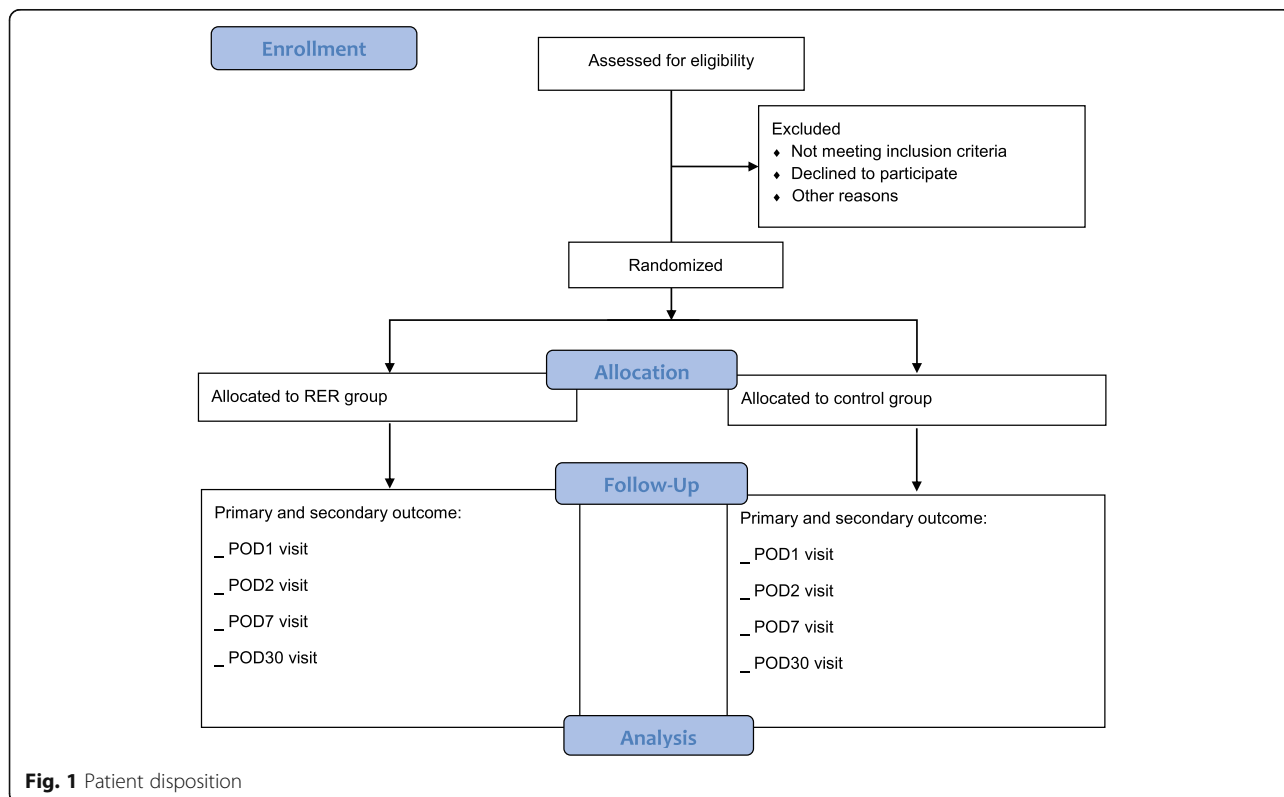 Enrollment
Assessed for eligibility
Excluded
♦ Not meeting inclusion criteria
♦ Declined to participate
♦ Other reasons
Randomized
Allocation
Allocated to RER group
Allocated to control group
Follow-Up
Primary and secondary outcome:
_ POD1 visit
_ POD2 visit
_ POD7 visit
_ POD30 visit
Primary and secondary outcome:
_ POD1 visit
_ POD2 visit
_ POD7 visit
_ POD30 visit
Analysis
Fig. 1 Patient disposition